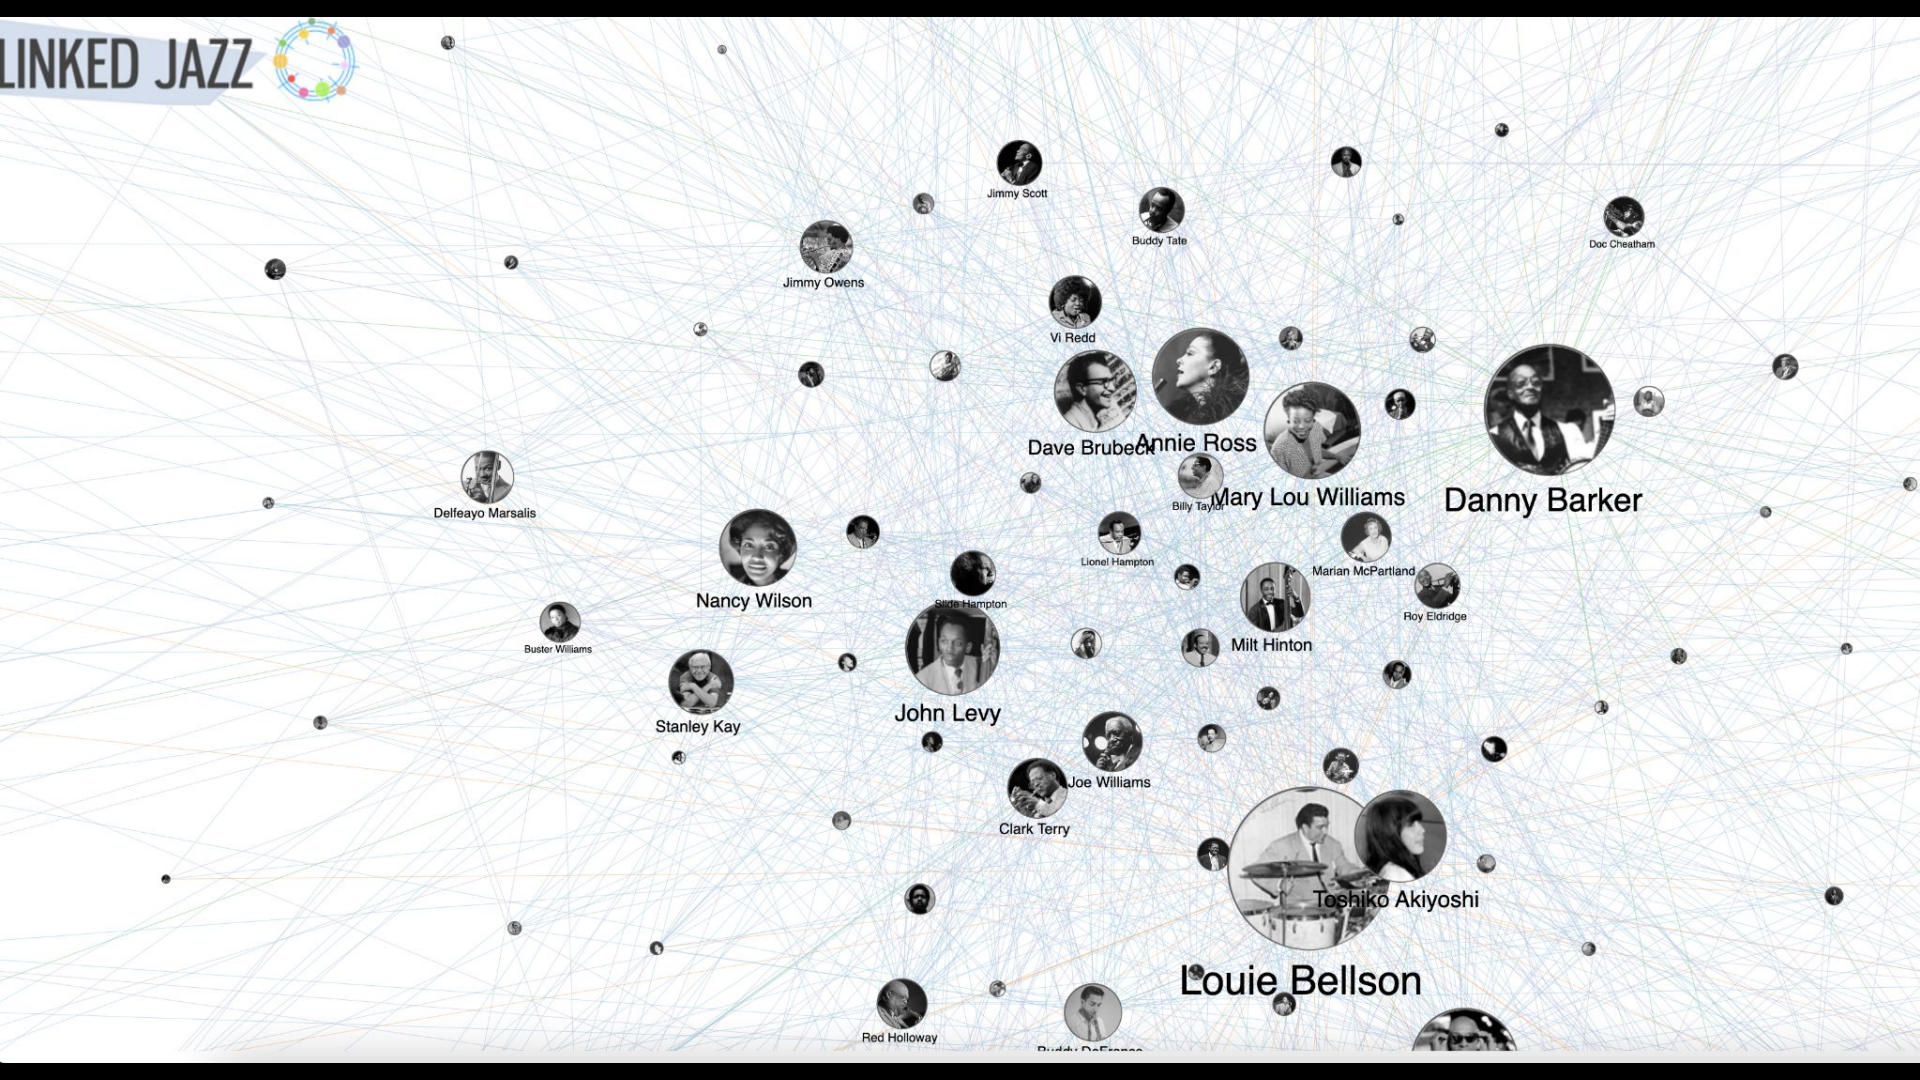 LINKED JAZZ
Jimmy Scott
Buddy Tate
Doc Cheatham
Jimmy Owens
Vi Redd
Dave Brubeck
Annie Ross
Mary Lou Williams
Danny Barker
Billy Taylor
Delfeayo Marsalis
Lionel Hampton
Marian McPartland
Nancy Wilson
Slide Hampton
Roy Eldridge
Milt Hinton
Buster Williams
Stanley Kay
John Levy
Joe Williams
Clark Terry
Toshiko Akiyoshi
Louie Bellson
Red Holloway
Buddy DeFranco